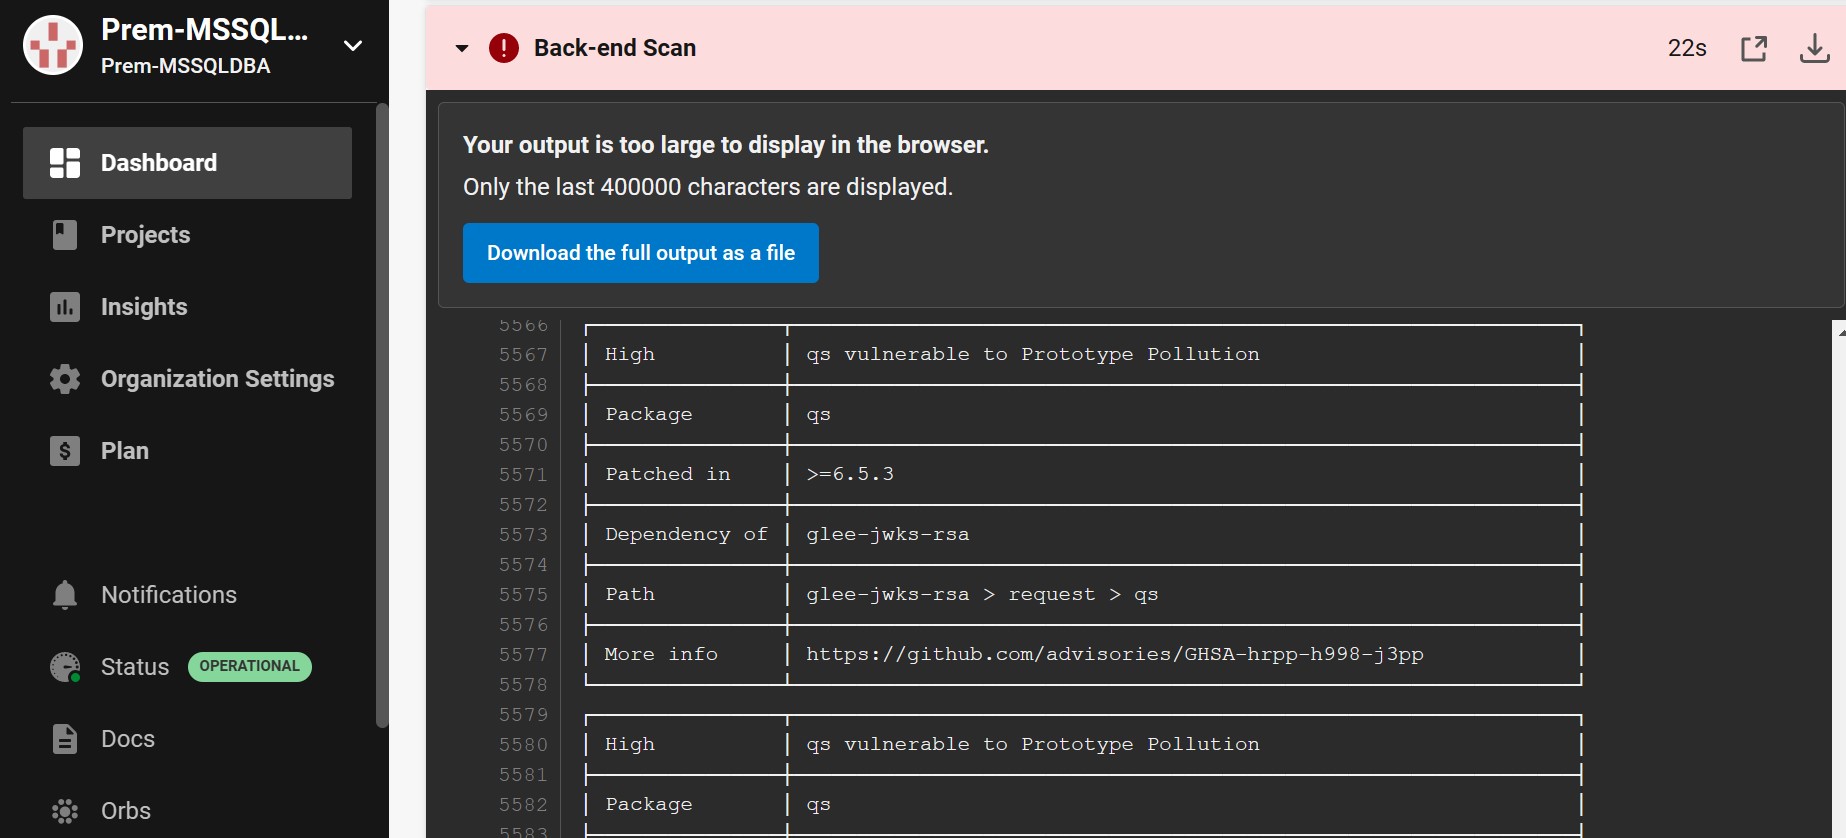 Prem-MSSQL...
Prem-MSSQLDBA
Dashboard
Projects
Insights
Organization Settings
Plan
Notifications
Status OPERATIONAL
Docs
Orbs
Back-end Scan 22s
Your output is too large to display in the browser.
Only the last 400000 characters are displayed.
Download the full output as a file
5566
5567 High qs vulnerable to Prototype Pollution
5568
5569 Package qs
5570
5571 Patched in >=6.5.3
5572
5573 Dependency of glee-jwks-rsa
5574
5575 Path glee-jwks-rsa > request > qs
5576
5577 More info https://github.com/advisories/GHSA-hrpp-h998-j3pp
5578
5579
5580 High qs vulnerable to Prototype Pollution
5581
5582 Package qs
5583